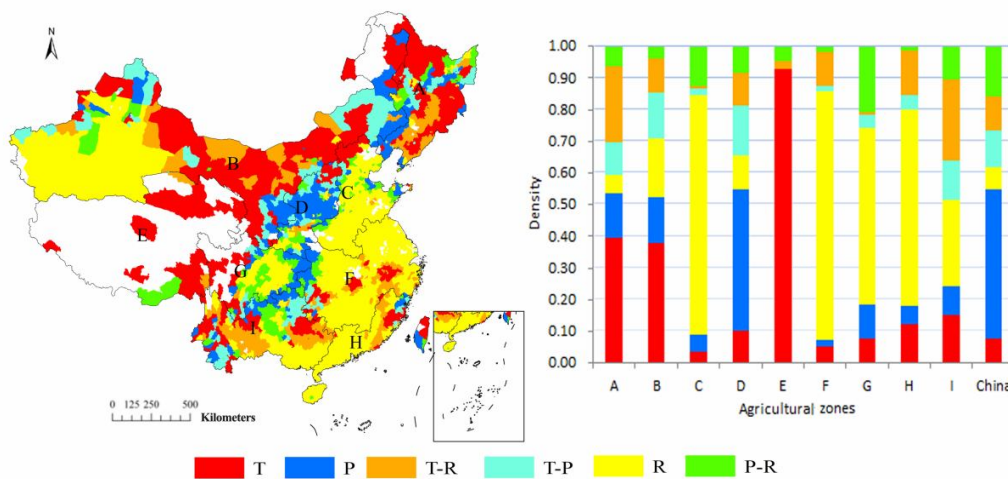 N
A
B
C
D
E
G
F
I
H
0 125 250 500 Kilometers
1.00
0.90
0.80
0.70
0.60
0.50
0.40
0.30
0.20
0.10
0.00
Density
A B C D E F G H I China
Agricultural zones
T P T-R T-P R P-R